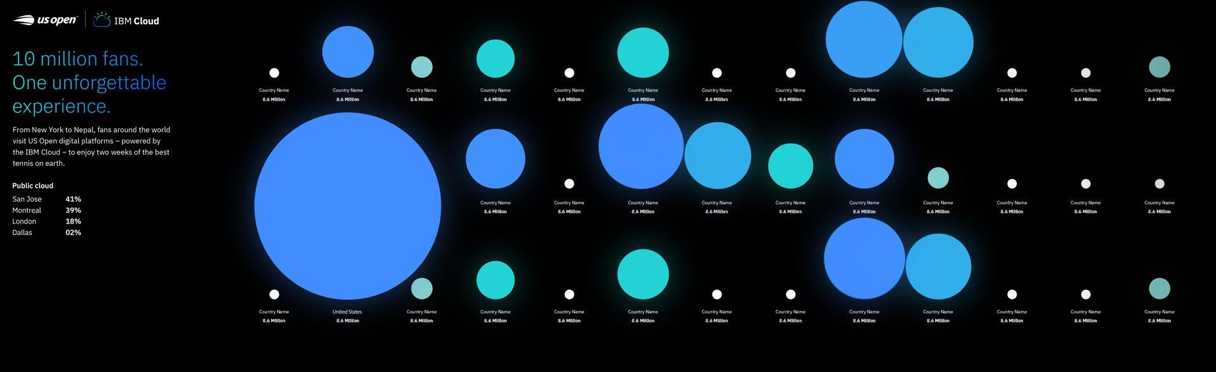 us open
IBM Cloud
10 million fans.
One unforgettable
experience.
From New York to Nepal, fans around the world
visit US Open digital platforms – powered by
the IBM Cloud – to enjoy two weeks of the best
tennis on earth.
Public cloud
San Jose 41%
Montreal 39%
London 18%
Dallas 02%
Country Name Country Name Country Name Country Name Country Name Country Name Country Name Country Name Country Name Country Name Country Name Country Name Country Name
8.6 Million 8.6 Million 8.6 Million 8.6 Million 8.6 Million 8.6 Million 8.6 Million 8.6 Million 8.6 Million 8.6 Million 8.6 Million 8.6 Million 8.6 Million
Country Name Country Name Country Name Country Name Country Name Country Name Country Name Country Name Country Name Country Name
8.6 Million 8.6 Million 8.6 Million 8.6 Million 8.6 Million 8.6 Million 8.6 Million 8.6 Million 8.6 Million 8.6 Million
Country Name United States Country Name Country Name Country Name Country Name Country Name Country Name Country Name Country Name Country Name Country Name Country Name
8.6 Million 8.6 Million 8.6 Million 8.6 Million 8.6 Million 8.6 Million 8.6 Million 8.6 Million 8.6 Million 8.6 Million 8.6 Million 8.6 Million 8.6 Million